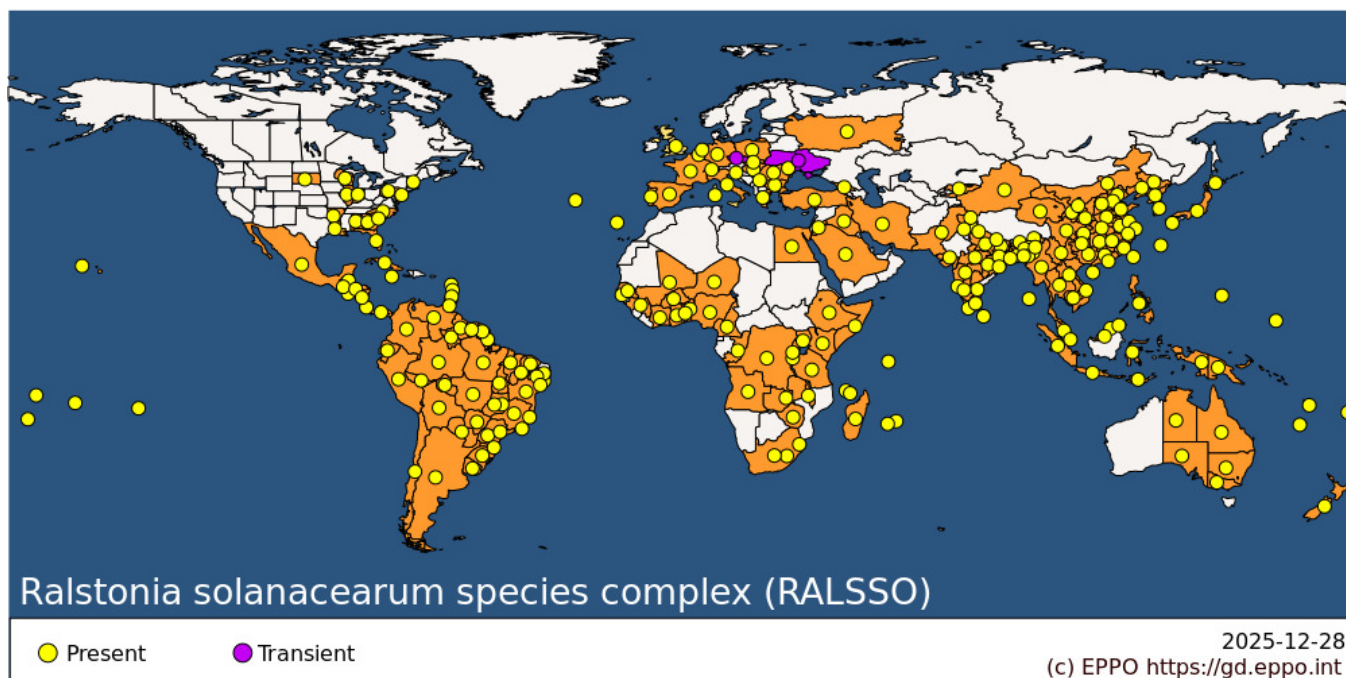 Ralstonia solanacearum species complex (RALSSO)
Present
Transient
2025-12-28
(c) EPPO https://gd.eppo.int